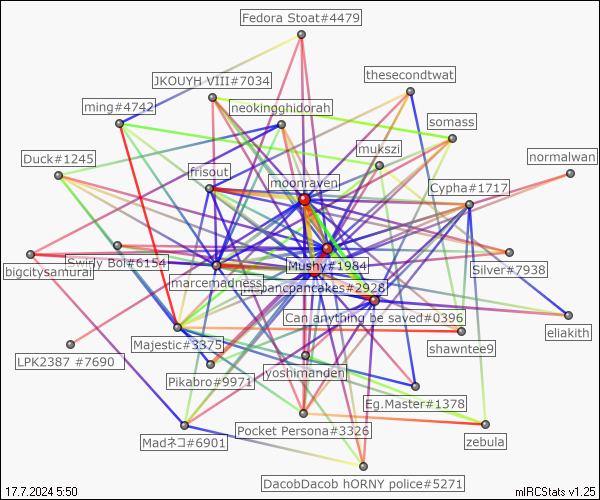 Fedora Stoat#4479
JKOUYH VIII#7034
thesecondtwat
ming#4742
neokingghidorah
somass
mukszi
Duck#1245
normalwan
frisout
moonraven
Cypha#1717
Swirly Boi#6154
Mushy#1984
bigcitysamurai
marcemadness
pancakes#2928
Silver#7938
Can anything be saved#0396
eliakith
Majestic#3375
shawntee9
LPK2387 #7690
yoshimanden
Pikabro#9971
Eg.Master#1378
Pocket Persona#3326
Madネコ#6901
zebula
DacobDacob hORNY police#5271
17.7.2024 5:50
mIRCStats v1.25